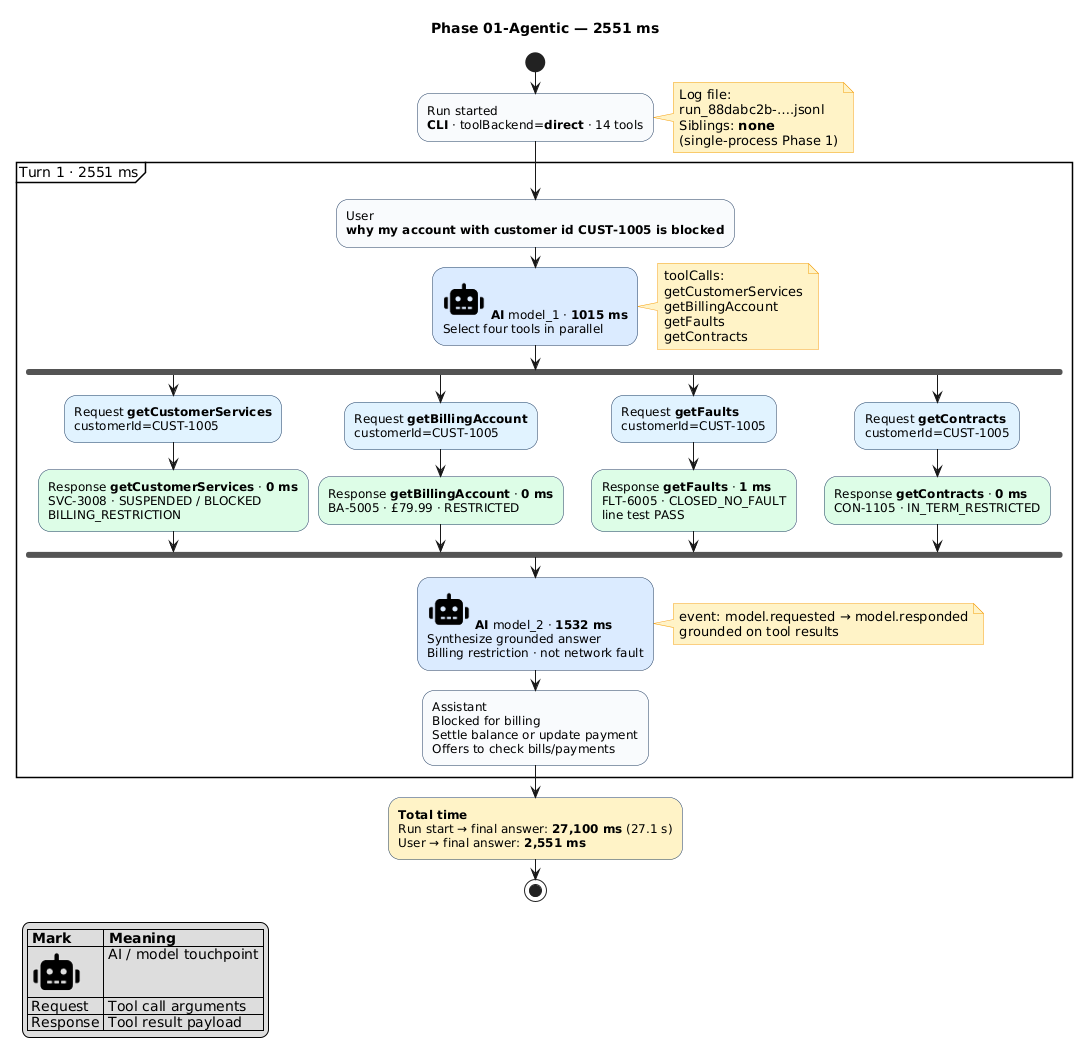 Phase 01-Agentic — 2551 ms
Run started
CLI · toolBackend=direct · 14 tools
Log file:
run_88dabc2b-....jsonl
Siblings: none
(single-process Phase 1)
Turn 1 · 2551 ms
User
why my account with customer id CUST-1005 is blocked
AI model_1 · 1015 ms
Select four tools in parallel
toolCalls:
getCustomerServices
getBillingAccount
getFaults
getContracts
Request getCustomerServices
customerId=CUST-1005
Request getBillingAccount
customerId=CUST-1005
Request getFaults
customerId=CUST-1005
Request getContracts
customerId=CUST-1005
Response getCustomerServices · 0 ms
SVC-3008 · SUSPENDED / BLOCKED
BILLING_RESTRICTION
Response getBillingAccount · 0 ms
BA-5005 · £79.99 · RESTRICTED
Response getFaults · 1 ms
FLT-6005 · CLOSED_NO_FAULT
line test PASS
Response getContracts · 0 ms
CON-1105 · IN_TERM_RESTRICTED
AI model_2 · 1532 ms
Synthesize grounded answer
Billing restriction · not network fault
event: model.requested → model.responded
grounded on tool results
Assistant
Blocked for billing
Settle balance or update payment
Offers to check bills/payments
Total time
Run start → final answer: 27,100 ms (27.1 s)
User → final answer: 2,551 ms
Mark Meaning
AI / model touchpoint
Request Tool call arguments
Response Tool result payload